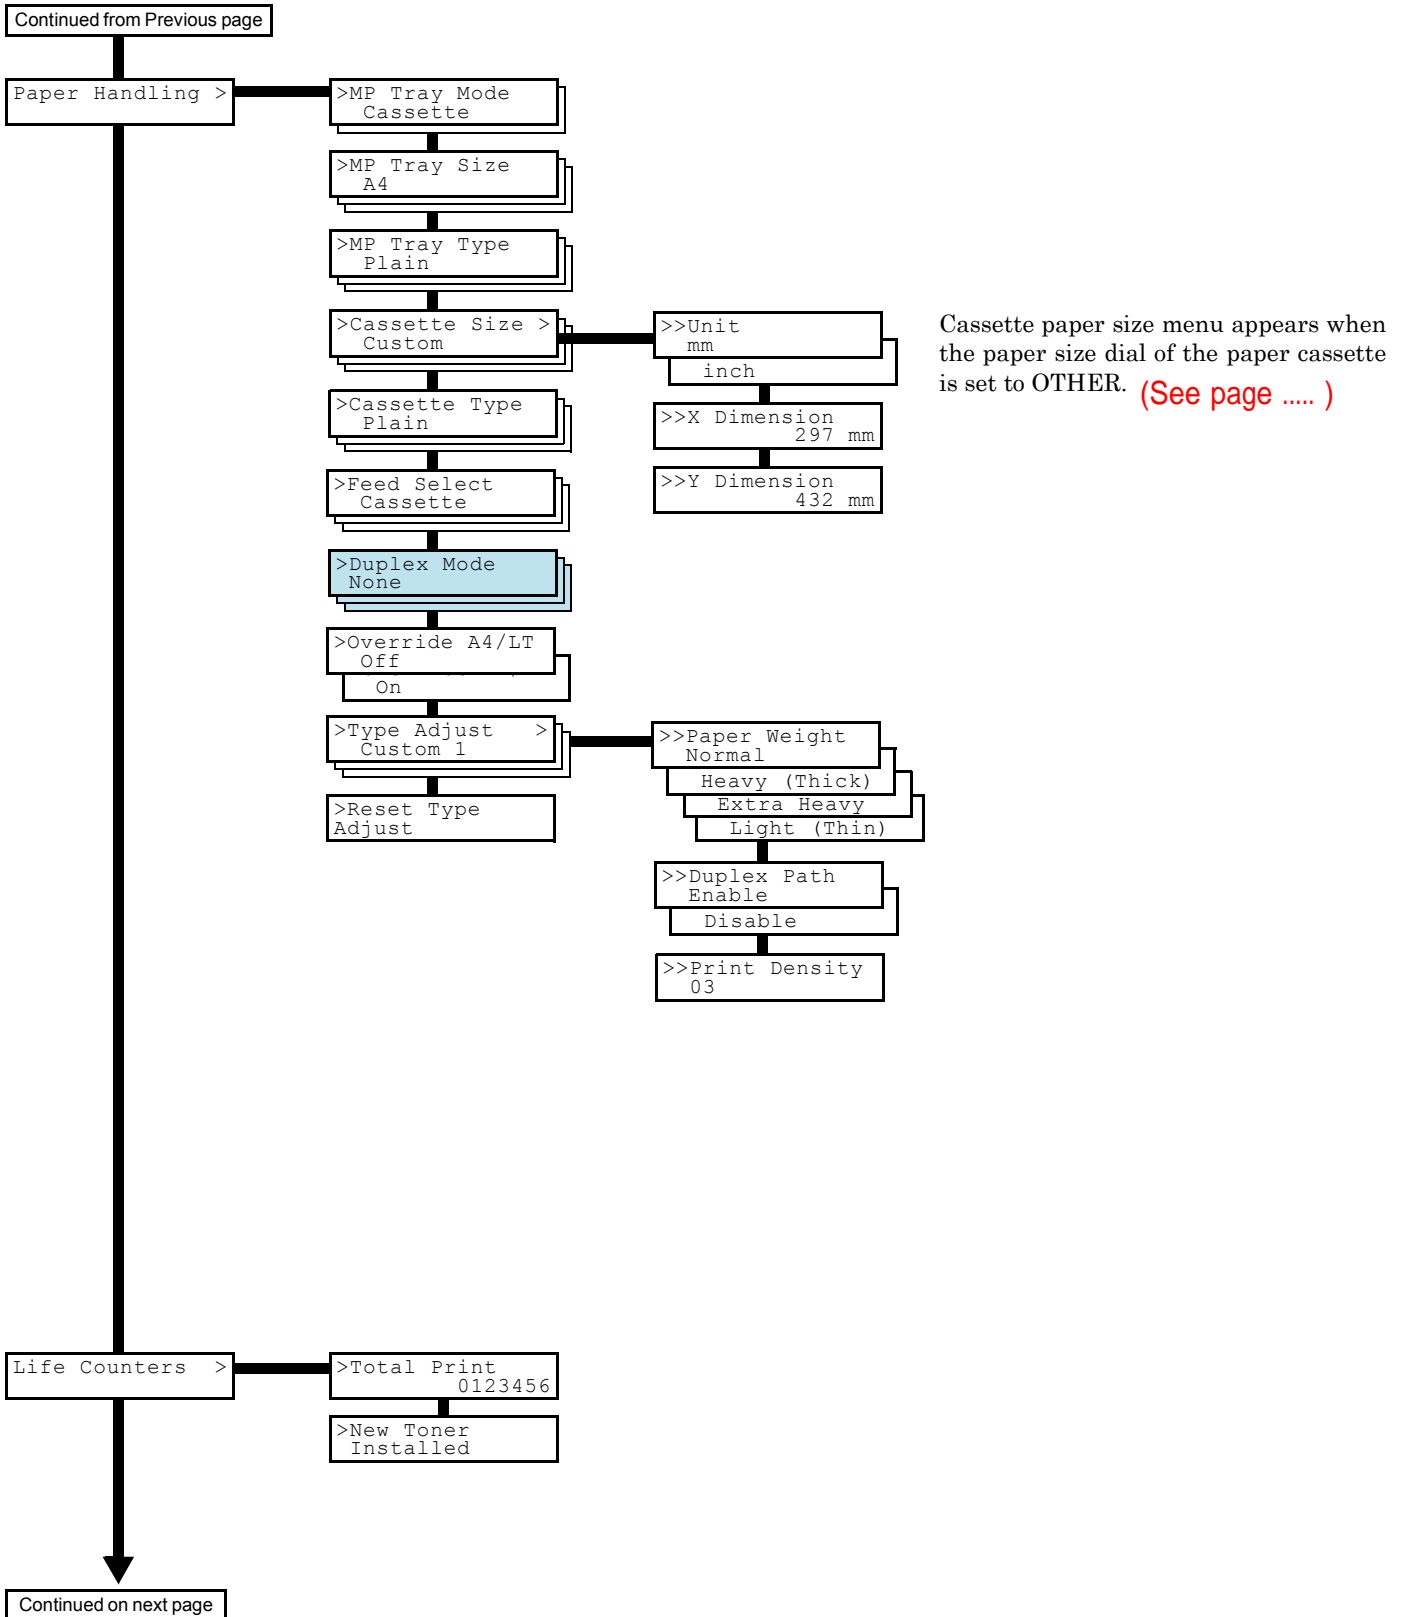 Continued from Previous page
Paper Handling >
>MP Tray Mode
Cassette
>MP Tray Size
A4
>MP Tray Type
Plain
>Cassette Size >
Custom
>>Unit
mm
inch
>>X Dimension
297 mm
>>Y Dimension
432 mm
Cassette paper size menu appears when
the paper size dial of the paper cassette
is set to OTHER. (See page ..... )
>Cassette Type
Plain
>Feed Select
Cassette
>Duplex Mode
None
>Override A4/LT
Off
On
>Type Adjust >
Custom 1
>>Paper Weight
Normal
Heavy (Thick)
Extra Heavy
Light (Thin)
>>Duplex Path
Enable
Disable
>>Print Density
03
>Reset Type
Adjust
Life Counters >
>Total Print
0123456
>New Toner
Installed
Continued on next page